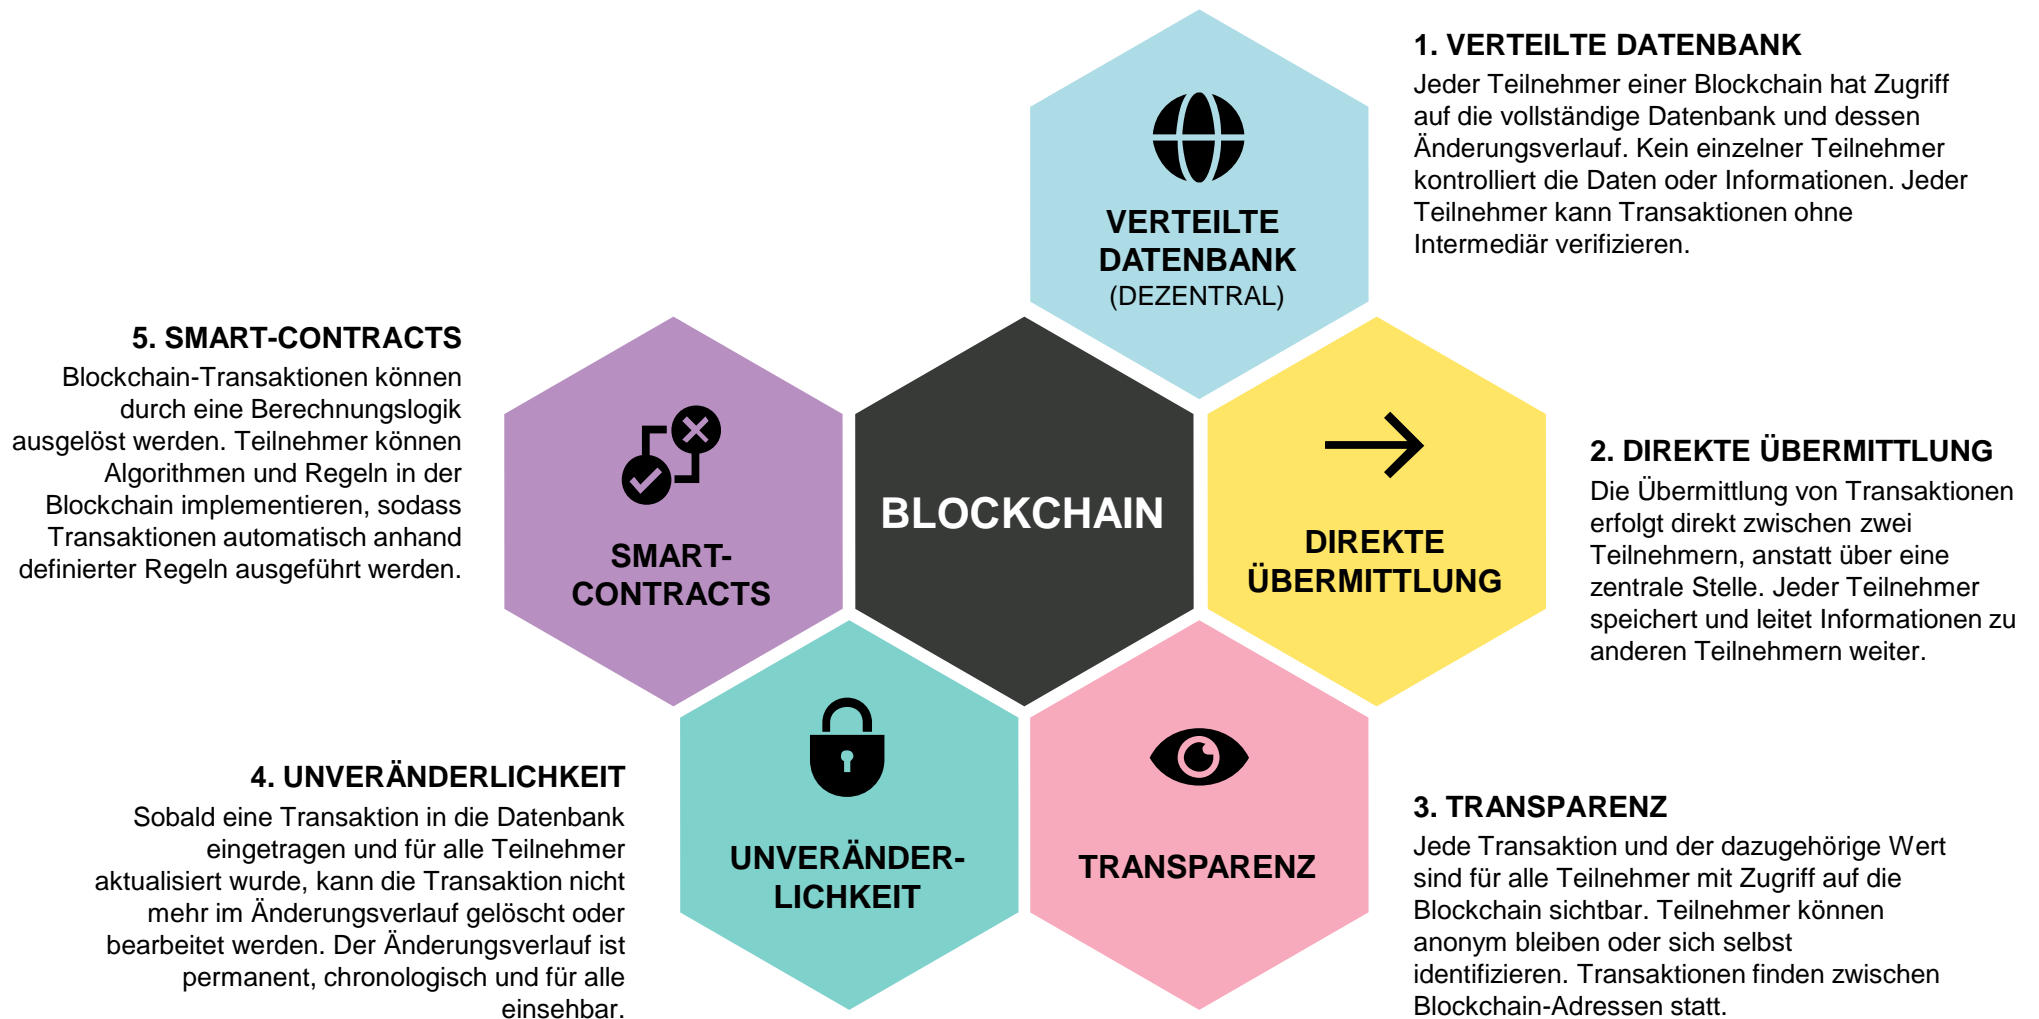 1. VERTEILTE DATENBANK
Jeder Teilnehmer einer Blockchain hat Zugriff
auf die vollständige Datenbank und dessen
Änderungsverlauf. Kein einzelner Teilnehmer
kontrolliert die Daten oder Informationen. Jeder
Teilnehmer kann Transaktionen ohne
Intermediär verifizieren.
VERTEILTE
DATENBANK
(DEZENTRAL)
5. SMART-CONTRACTS
Blockchain-Transaktionen können
durch eine Berechnungslogik
ausgelöst werden. Teilnehmer können
Algorithmen und Regeln in der
Blockchain implementieren, sodass
Transaktionen automatisch anhand
definierter Regeln ausgeführt werden.
SMART-
CONTRACTS
BLOCKCHAIN
DIREKTE
ÜBERMITTLUNG
2. DIREKTE ÜBERMITTLUNG
Die Übermittlung von Transaktionen
erfolgt direkt zwischen zwei
Teilnehmern, anstatt über eine
zentrale Stelle. Jeder Teilnehmer
speichert und leitet Informationen zu
anderen Teilnehmern weiter.
4. UNVERÄNDERLICHKEIT
Sobald eine Transaktion in die Datenbank
eingetragen und für alle Teilnehmer
aktualisiert wurde, kann die Transaktion nicht
mehr im Änderungsverlauf gelöscht oder
bearbeitet werden. Der Änderungsverlauf ist
permanent, chronologisch und für alle
einsehbar.
UNVERÄNDER-
LICHKEIT
TRANSPARENZ
3. TRANSPARENZ
Jede Transaktion und der dazugehörige Wert
sind für alle Teilnehmer mit Zugriff auf die
Blockchain sichtbar. Teilnehmer können
anonym bleiben oder sich selbst
identifizieren. Transaktionen finden zwischen
Blockchain-Adressen statt.